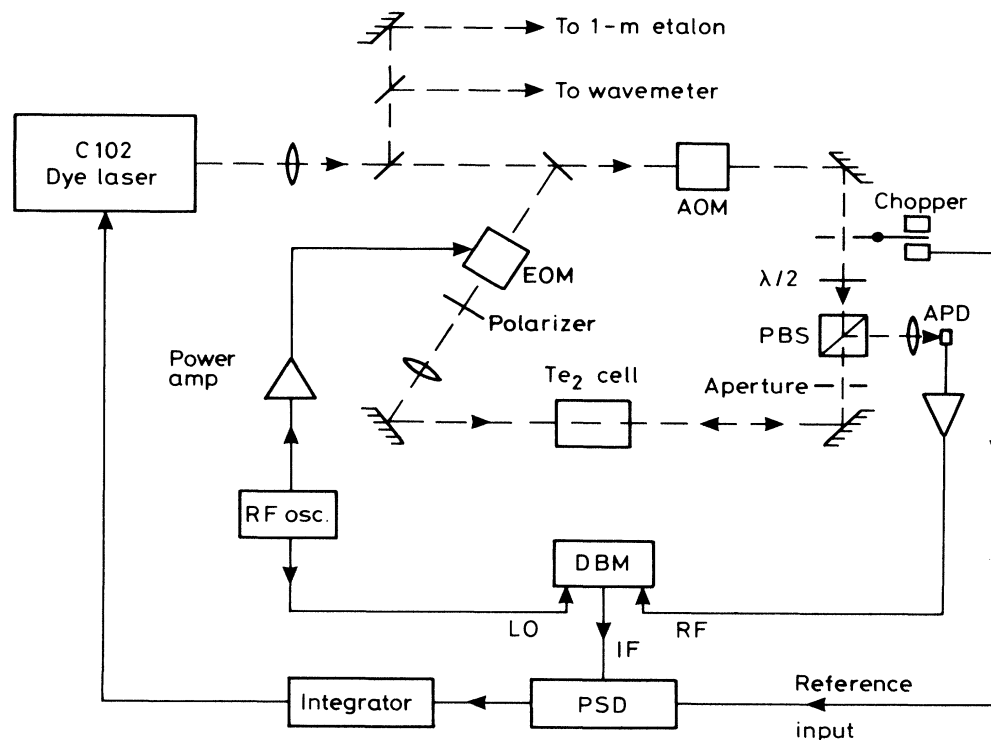 To 1-m etalon
To wavemeter
C102
Dye laser
AOM
Chopper
EOM
λ/2
Polarizer
PBS
APD
Power
amp
Te₂ cell
Aperture
RF osc.
DBM
LO
RF
IF
Integrator
PSD
Reference
input